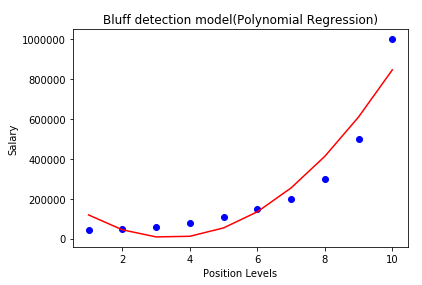 Bluff detection model(Polynomial Regression)
1000000
800000
600000
400000
200000
0
Salary
2 4 6 8 10
Position Levels